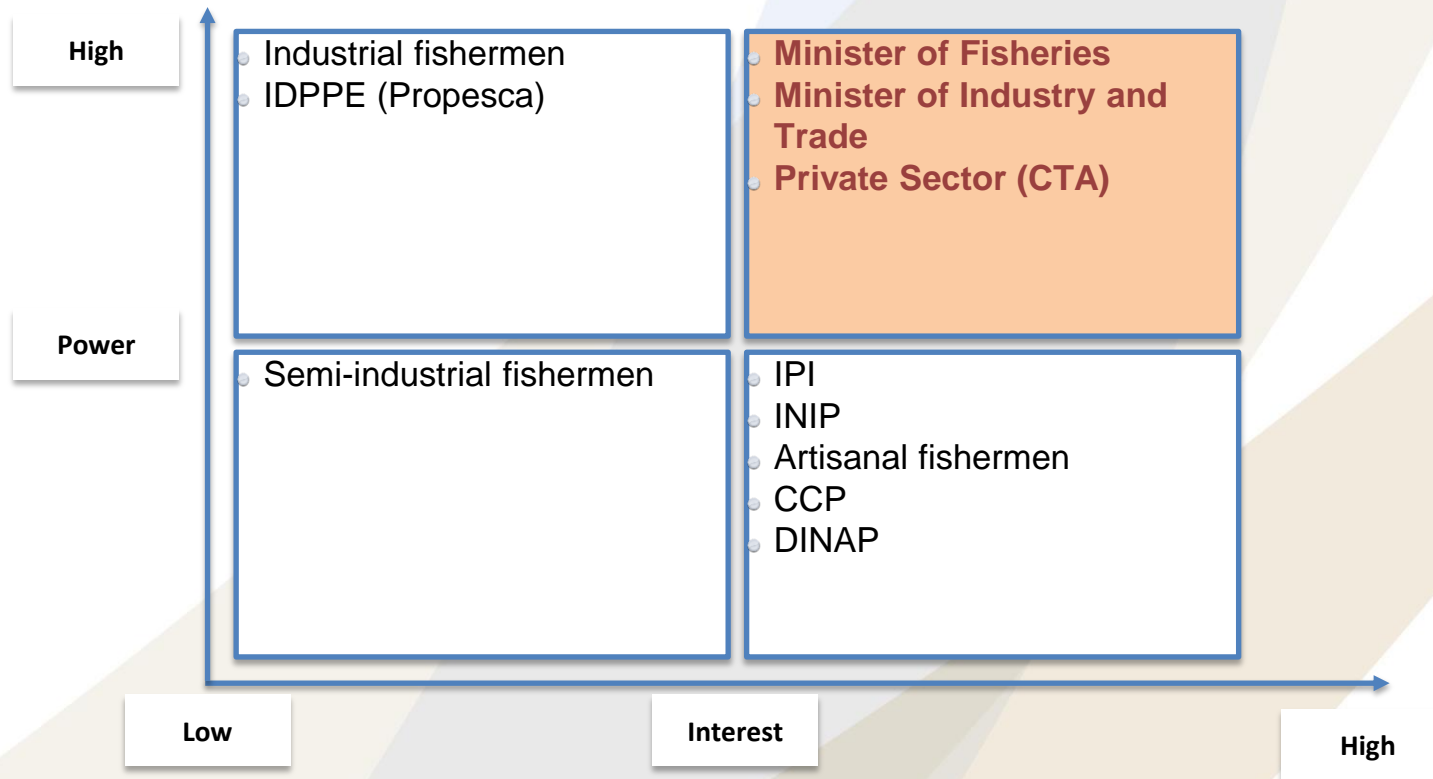 High
Industrial fishermen
IDPPE (Propesca)
Minister of Fisheries
Minister of Industry and
Trade
Private Sector (CTA)
Power
Semi-industrial fishermen
IPI
INIP
Artisanal fishermen
CCP
DINAP
Low
Interest
High